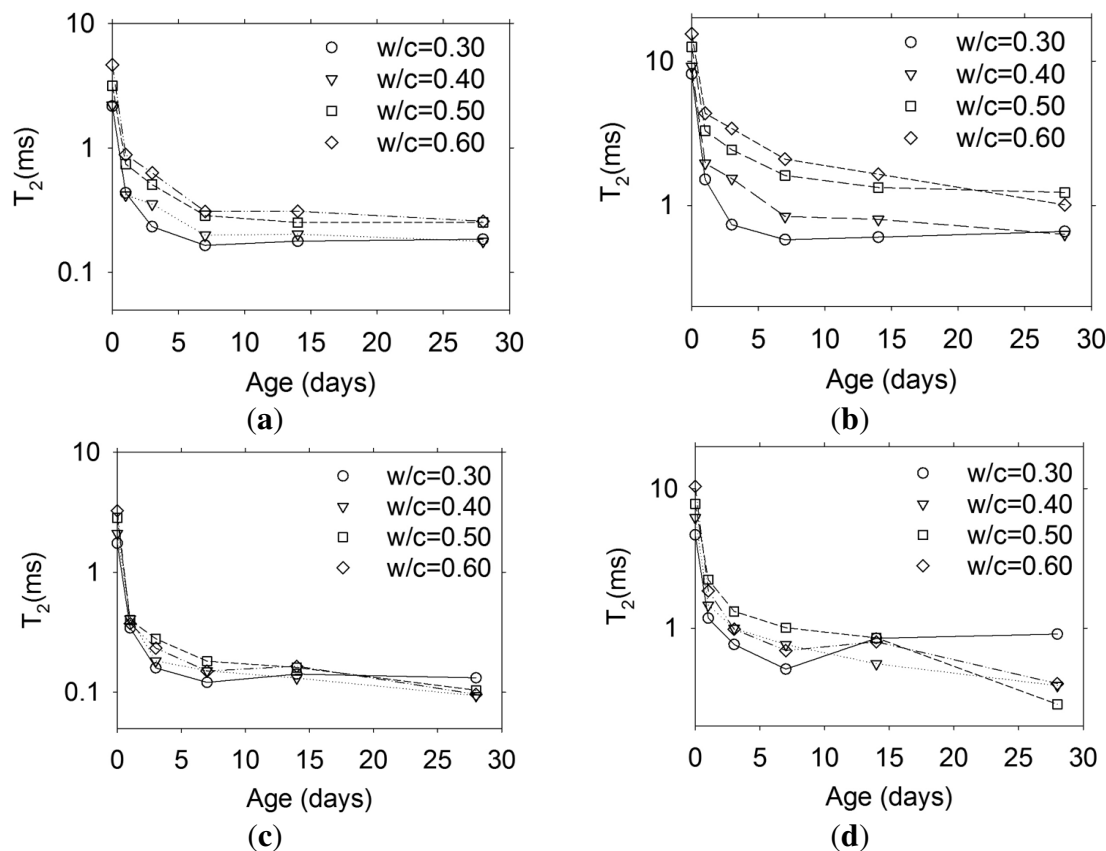 10
1
0.1
T2(ms)
w/c=0.30
w/c=0.40
w/c=0.50
w/c=0.60
0 5 10 15 20 25 30
Age (days)
(a)
10
1
T2(ms)
w/c=0.30
w/c=0.40
w/c=0.50
w/c=0.60
0 5 10 15 20 25 30
Age (days)
(b)
10
1
0.1
T2(ms)
w/c=0.30
w/c=0.40
w/c=0.50
w/c=0.60
0 5 10 15 20 25 30
Age (days)
(c)
10
1
T2(ms)
w/c=0.30
w/c=0.40
w/c=0.50
w/c=0.60
0 5 10 15 20 25 30
Age (days)
(d)